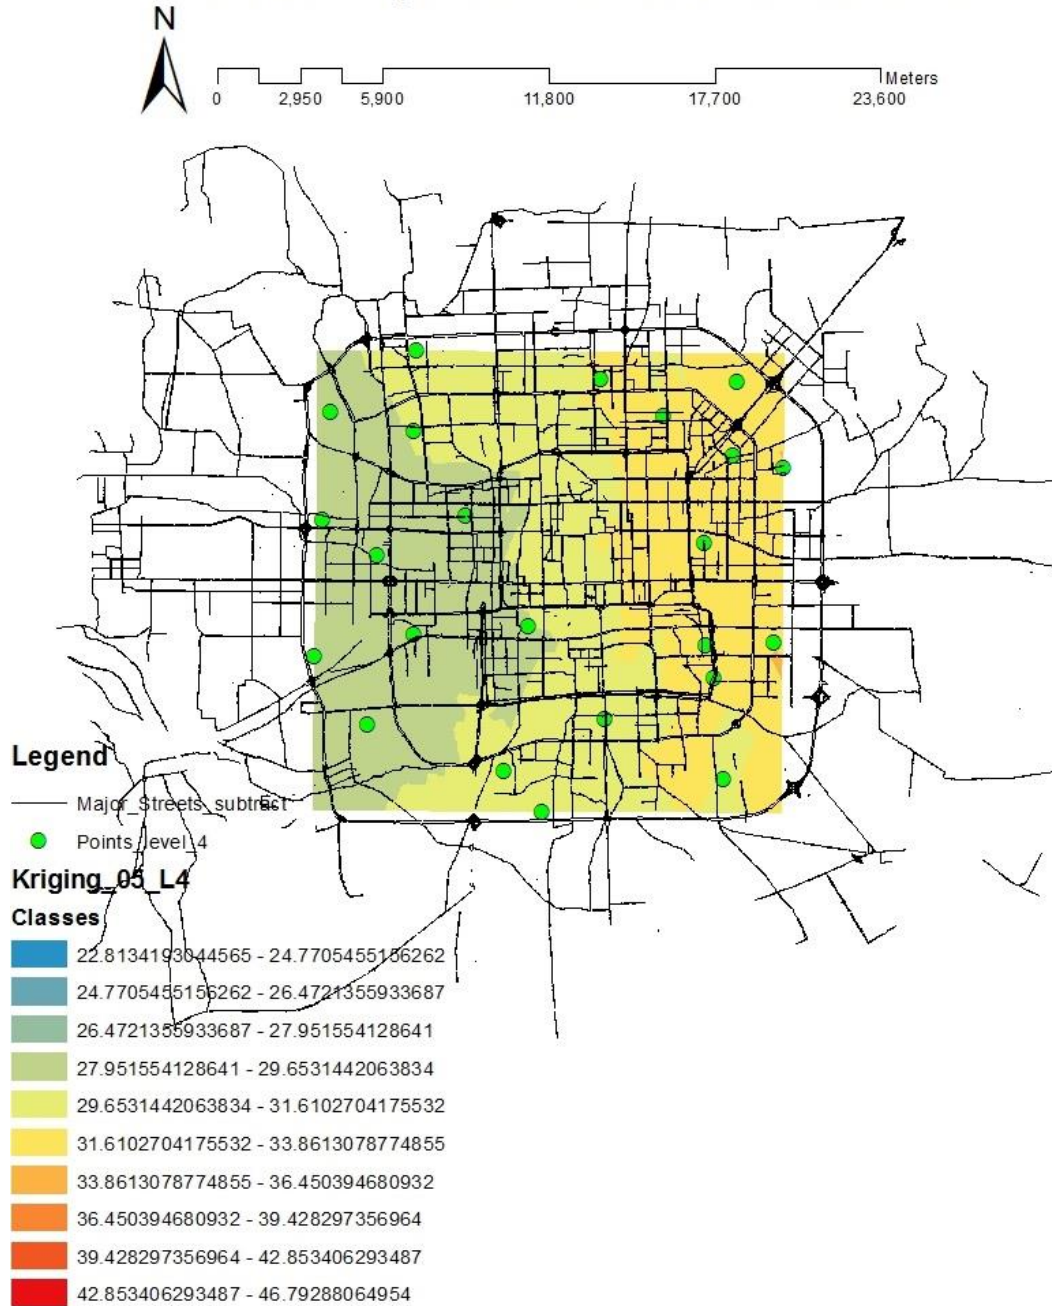 N
Meters
0 2,950 5,900 11,800 17,700 23,600
Legend
Major_Streets_subtract
Points_level_4
Kriging_05_L4
Classes
22.8134193044565 - 24.7705455156262
24.7705455156262 - 26.4721355933687
26.4721355933687 - 27.951554128641
27.951554128641 - 29.6531442063834
29.6531442063834 - 31.6102704175532
31.6102704175532 - 33.8613078774855
33.8613078774855 - 36.450394680932
36.450394680932 - 39.428297356964
39.428297356964 - 42.853406293487
42.853406293487 - 46.79288064954